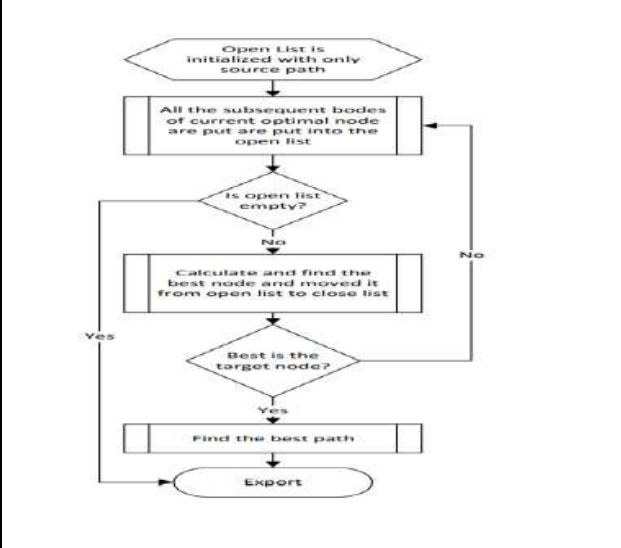 Open List is
initialized with only
source path
All the subsequent bodes
of current optimal node
are put are put into the
open list
Is open list
empty?
No
Calculate and find the
best node and moved it
from open list to close list
No
Yes
Best is the
target node?
Yes
Find the best path
Export